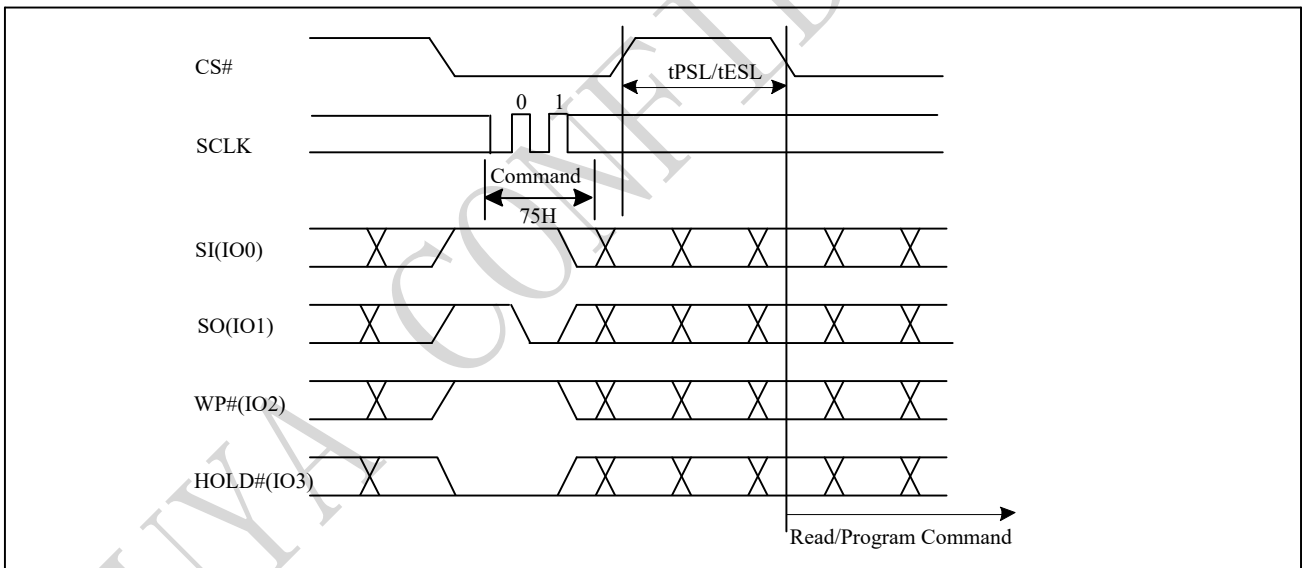 CS#
tPSL/tESL
0 1
SCLK
Command
75H
SI(IO0)
SO(IO1)
WP#(IO2)
HOLD#(IO3)
Read/Program Command